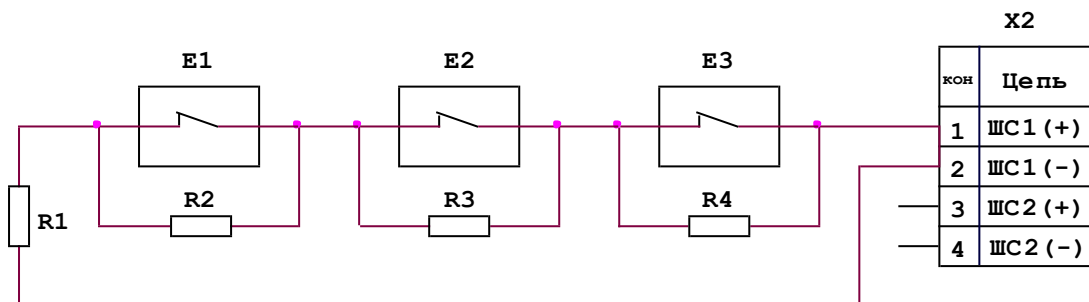 X2
E1 E2 E3
кон Цепь
1 ШС1(+)
2 ШС1(-)
R2 R3 R4
R1
3 ШС2(+)
4 ШС2(-)